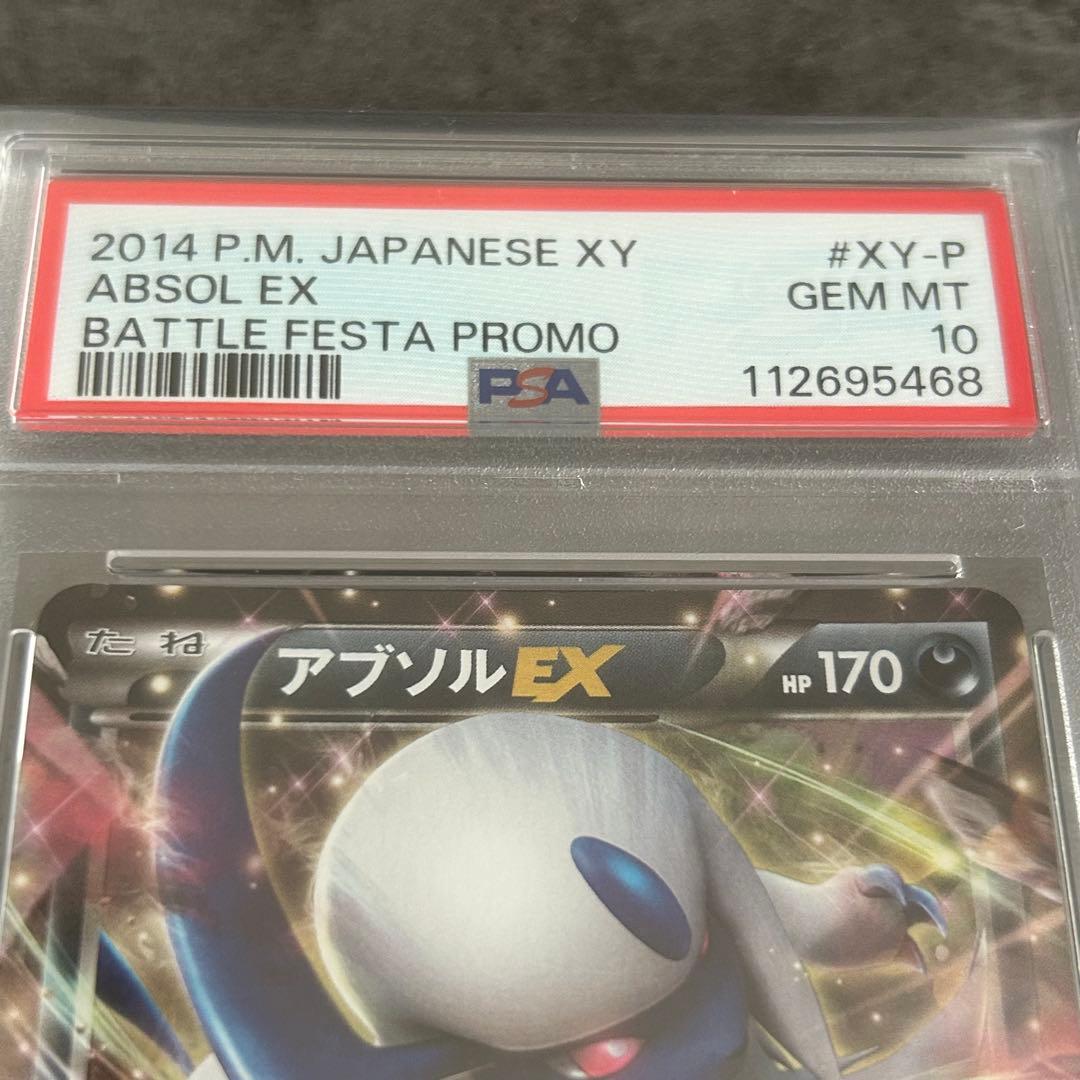 2014 P.M. JAPANESE XY #XY-P
ABSOL EX GEM MT
BATTLE FESTA PROMO 10
PSA 112695468
たね アブソルEX HP 170